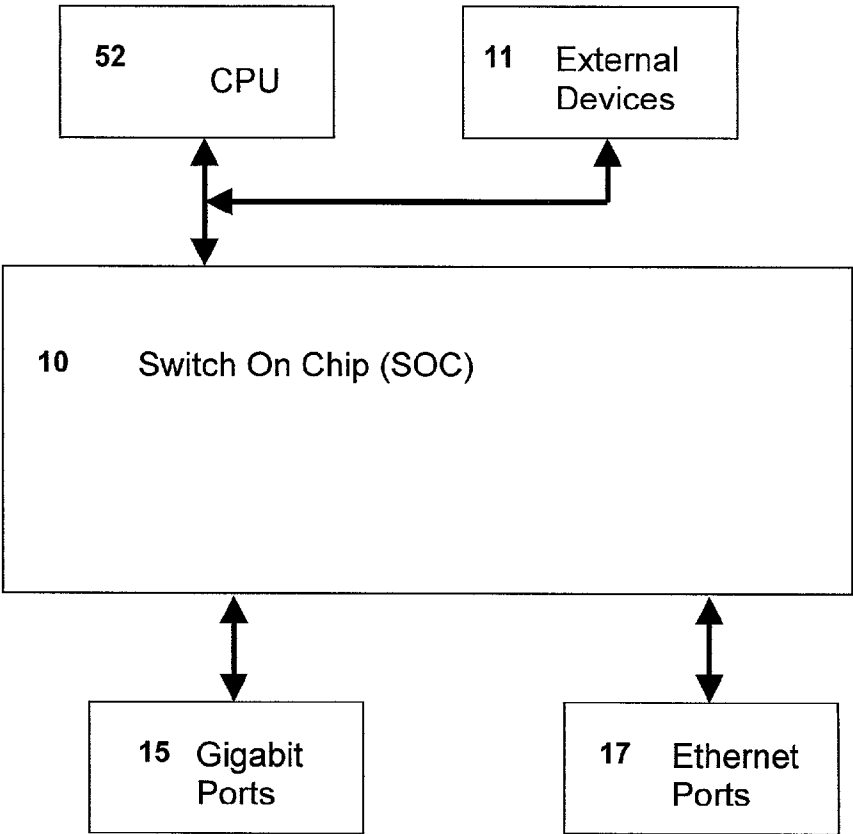 52 CPU
11 External
Devices
10 Switch On Chip (SOC)
15 Gigabit
Ports
17 Ethernet
Ports